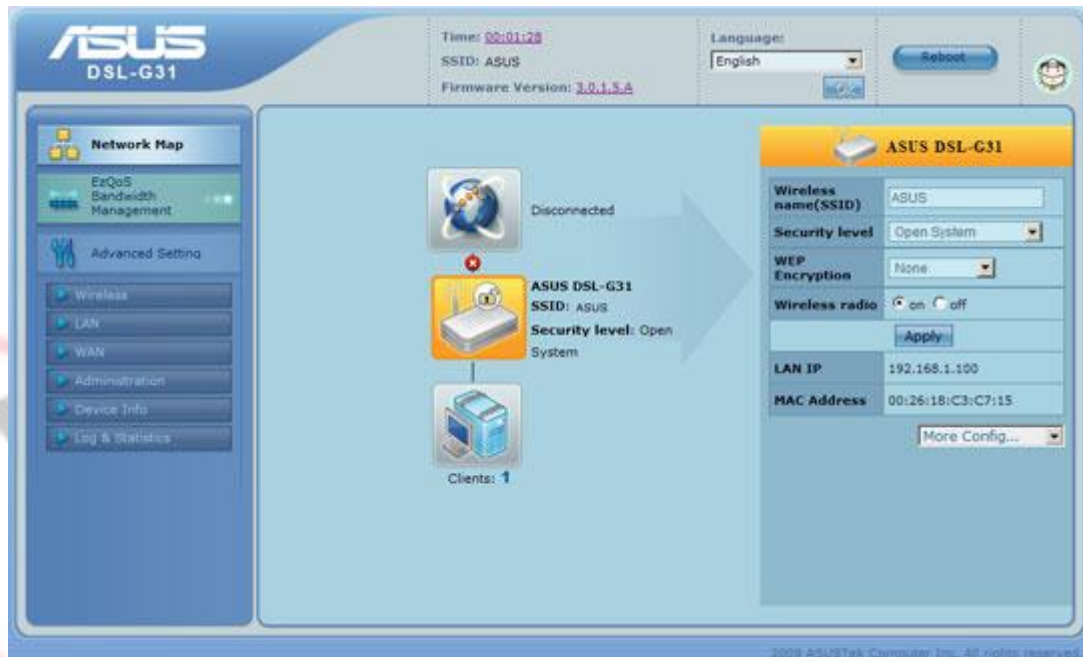 ASUS
DSL-G31
Time: 00:01:28
SSID: ASUS
Firmware Version: 3.0.1.5.A
Language:
English
Reboot
Network Map
EzQoS
Bandwidth
Management
Advanced Setting
Wireless
LAN
WAN
Administration
Device Info
Log & Statistics
Disconnected
ASUS DSL-G31
SSID: ASUS
Security level: Open
System
Clients: 1
ASUS DSL-G31
Wireless
name(SSID)
ASUS
Security level
Open System
WEP
Encryption
None
Wireless radio
on off
Apply
LAN IP
192.168.1.100
MAC Address
00:26:18:C3:C7:15
More Config...
2009 ASUSTek Computer Inc. All rights reserved.